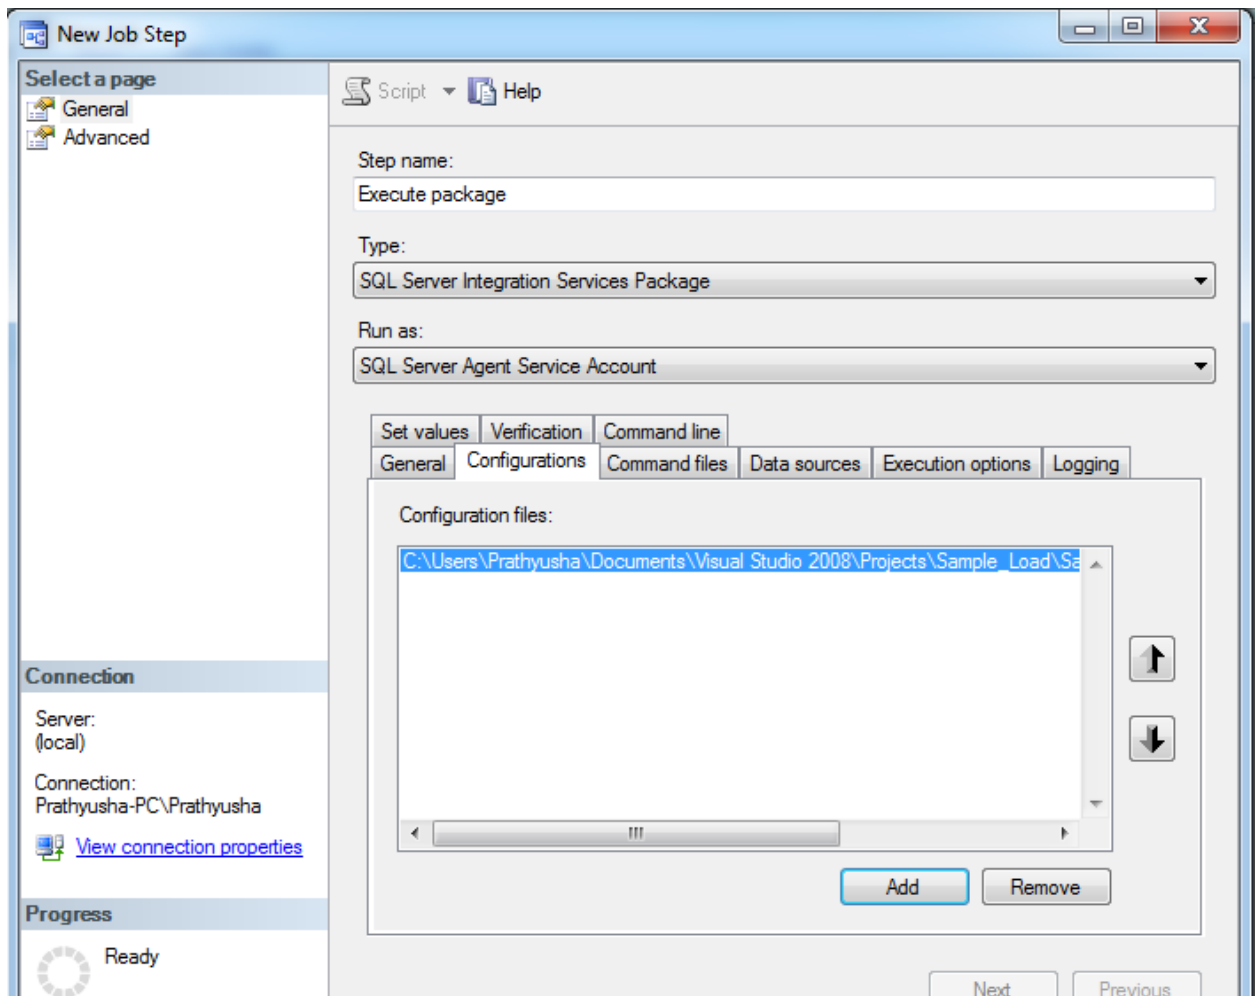 New Job Step
Select a page
General
Advanced
Script
Help
Step name:
Execute package
Type:
SQL Server Integration Services Package
Run as:
SQL Server Agent Service Account
Set values
Verification
Command line
General
Configurations
Command files
Data sources
Execution options
Logging
Configuration files:
C:\Users\Prathyusha\Documents\Visual Studio 2008\Projects\Sample_Load\Sa
Add
Remove
Connection
Server:
(local)
Connection:
Prathyusha-PC\Prathyusha
View connection properties
Progress
Ready
Next
Previous